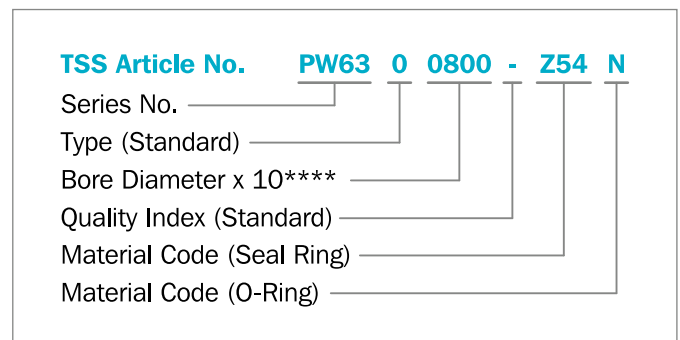 TSS Article No. PW63 0 0800 - Z54 N
Series No.
Type (Standard)
Bore Diameter x 10****
Quality Index (Standard)
Material Code (Seal Ring)
Material Code (O-Ring)